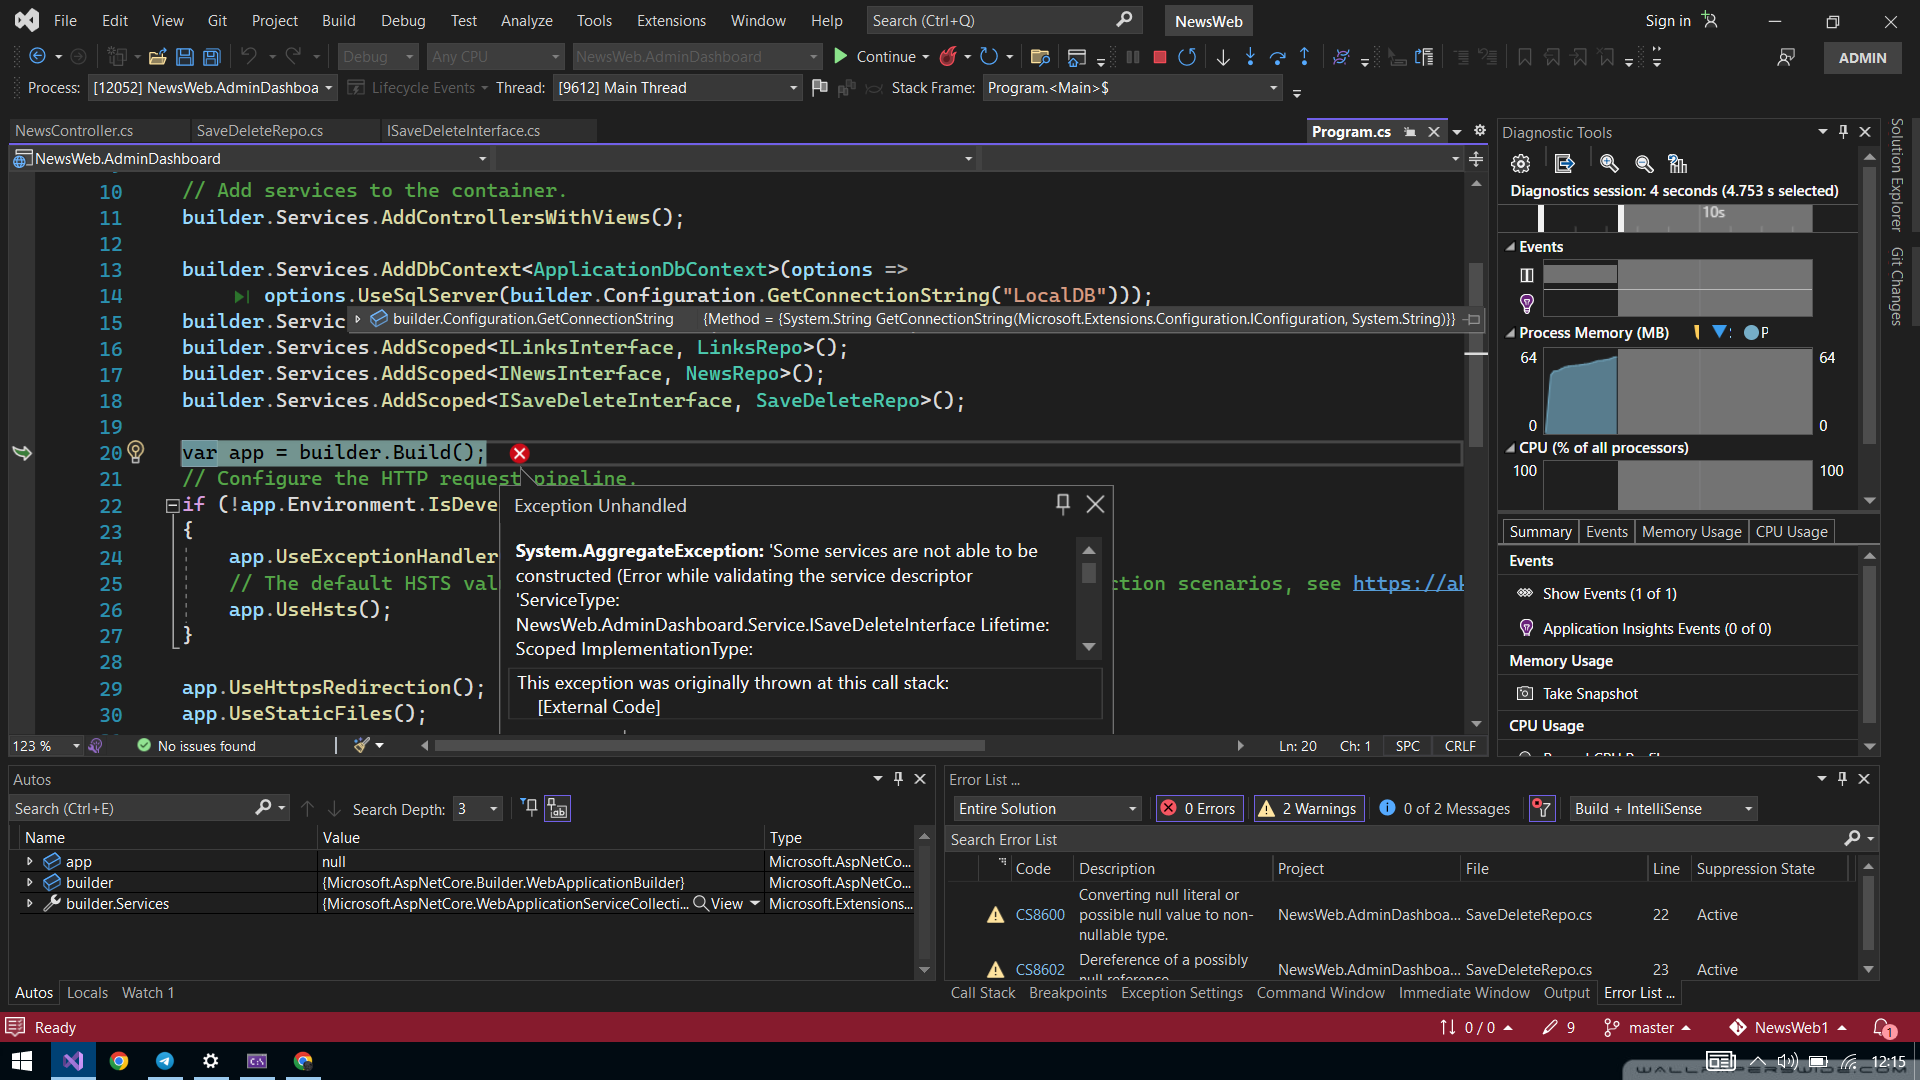 File Edit View Git Project Build Debug Test Analyze Tools Extensions Window Help Search (Ctrl+Q) NewsWeb Sign in
Debug Any CPU NewsWeb.AdminDashboard Continue ADMIN
Process: [12052] NewsWeb.AdminDashboa Lifecycle Events Thread: [9612] Main Thread Stack Frame: Program.<Main>$
NewsController.cs SaveDeleteRepo.cs ISaveDeleteInterface.cs Program.cs
NewsWeb.AdminDashboard
10 // Add services to the container.
11 builder.Services.AddControllersWithViews();
12
13 builder.Services.AddDbContext<ApplicationDbContext>(options =>
14 options.UseSqlServer(builder.Configuration.GetConnectionString("LocalDB")));
15 builder.Servic
builder.Configuration.GetConnectionString {Method = {System.String GetConnectionString(Microsoft.Extensions.Configuration.IConfiguration, System.String)}}
16 builder.Services.AddScoped<ILinksInterface, LinksRepo>();
17 builder.Services.AddScoped<INewsInterface, NewsRepo>();
18 builder.Services.AddScoped<ISaveDeleteInterface, SaveDeleteRepo>();
19
20 var app = builder.Build();
21 // Configure the HTTP request pipeline.
22 if (!app.Environment.IsDeve
23 {
24 app.UseExceptionHandler
25 // The default HSTS val ction scenarios, see https://ak
26 app.UseHsts();
27 }
28
29 app.UseHttpsRedirection();
30 app.UseStaticFiles();
Exception Unhandled
System.AggregateException: 'Some services are not able to be
constructed (Error while validating the service descriptor
'ServiceType:
NewsWeb.AdminDashboard.Service.ISaveDeleteInterface Lifetime:
Scoped ImplementationType:
This exception was originally thrown at this call stack:
[External Code]
123 % No issues found Ln: 20 Ch: 1 SPC CRLF
Diagnostic Tools
Diagnostics session: 4 seconds (4.753 s selected)
10s
Events
Process Memory (MB) P
64 64
0 0
CPU (% of all processors)
100 100
Summary Events Memory Usage CPU Usage
Events
Show Events (1 of 1)
Application Insights Events (0 of 0)
Memory Usage
Take Snapshot
CPU Usage
Solution Explorer
Git Changes
Autos
Search (Ctrl+E) Search Depth: 3
Name Value Type
app null Microsoft.AspNetCo...
builder {Microsoft.AspNetCore.Builder.WebApplicationBuilder} Microsoft.AspNetCo...
builder.Services {Microsoft.AspNetCore.WebApplicationServiceCollecti... View Microsoft.Extensions...
Autos Locals Watch 1
Error List ...
Entire Solution 0 Errors 2 Warnings 0 of 2 Messages Build + IntelliSense
Search Error List
Code Description Project File Line Suppression State
CS8600 Converting null literal or possible null value to non-nullable type. NewsWeb.AdminDashboa... SaveDeleteRepo.cs 22 Active
CS8602 Dereference of a possibly null reference NewsWeb.AdminDashboa... SaveDeleteRepo.cs 23 Active
Call Stack Breakpoints Exception Settings Command Window Immediate Window Output Error List ...
Ready 0 / 0 9 master NewsWeb1 1
12:15